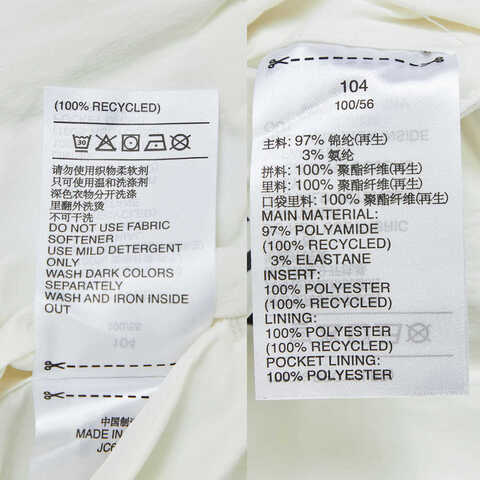 (100% RECYCLED)
请勿使用织物柔软剂
只可使用温和洗涤剂
深色衣物分开洗涤
里翻外洗烫
不可干洗
DO NOT USE FABRIC
SOFTENER
USE MILD DETERGENT
ONLY
WASH DARK COLORS
SEPARATELY
WASH AND IRON INSIDE
OUT
中国制
MADE IN
104
100/56
主料: 97% 锦纶(再生)
3% 氨纶
拼料: 100% 聚酯纤维(再生)
里料: 100% 聚酯纤维(再生)
口袋里料: 100% 聚酯纤维(再生)
MAIN MATERIAL:
97% POLYAMIDE
(100% RECYCLED)
3% ELASTANE
INSERT:
100% POLYESTER
(100% RECYCLED)
LINING:
100% POLYESTER
(100% RECYCLED)
POCKET LINING:
100% POLYESTER